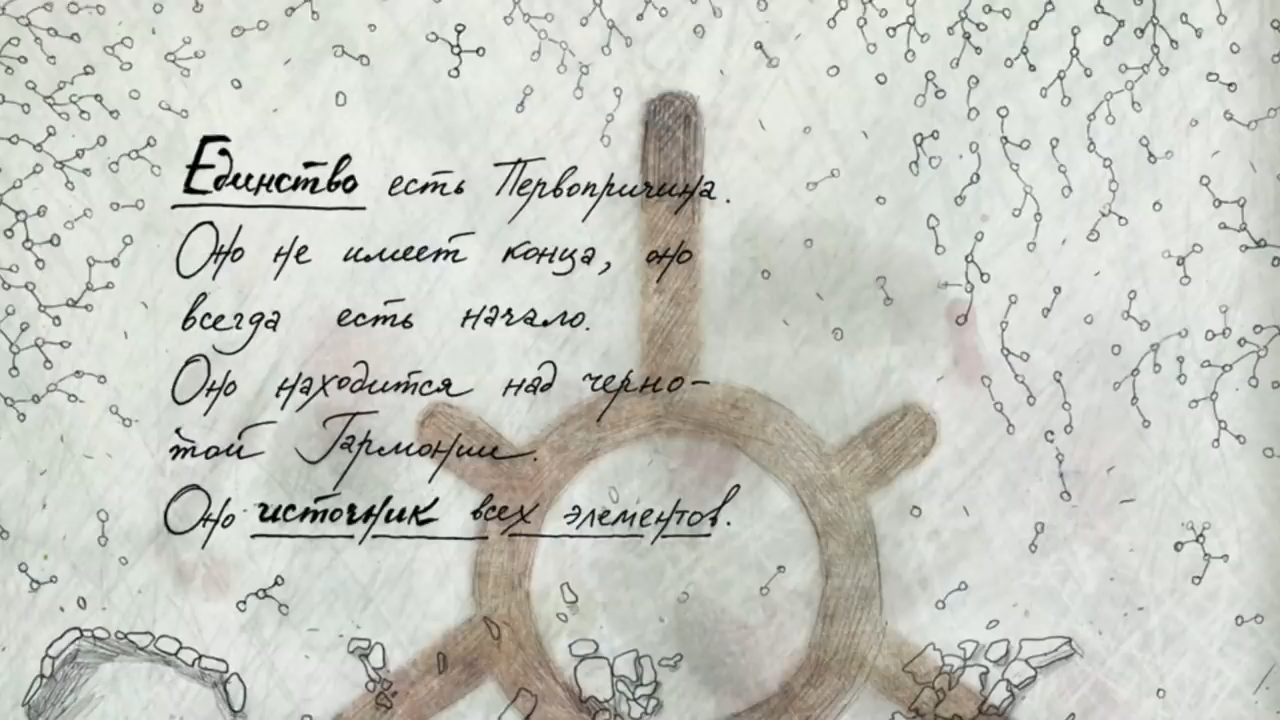 Единство есть Первопричина.
Оно не имеет конца, оно
всегда есть начало.
Оно находится над черно-
той Гармонии.
Оно источник всех элементов.